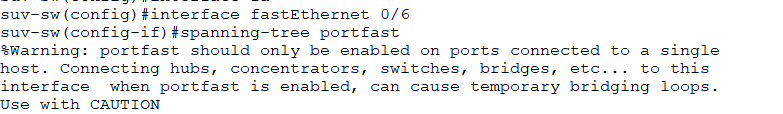 suv-sw(config)#interface fastEthernet 0/6
suv-sw(config-if)#spanning-tree portfast
%Warning: portfast should only be enabled on ports connected to a single
host. Connecting hubs, concentrators, switches, bridges, etc... to this
interface  when portfast is enabled, can cause temporary bridging loops.
Use with CAUTION